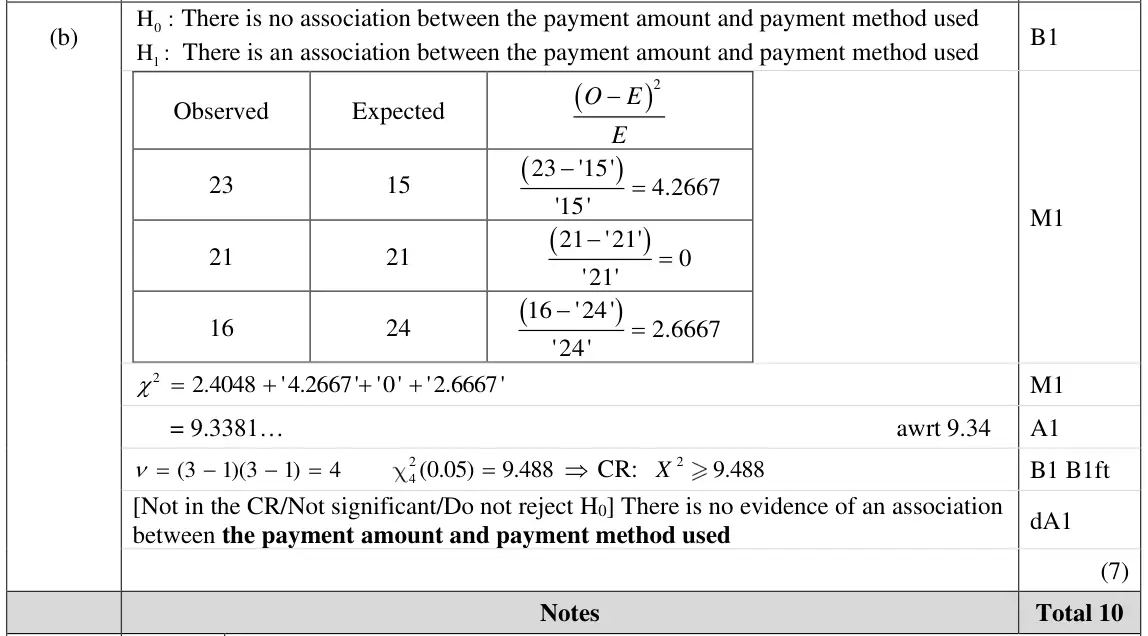 (b)
H₀ : There is no association between the payment amount and payment method used
H₁ : There is an association between the payment amount and payment method used
B1
Observed Expected (O − E)² / E
23 15 (23 − '15') / '15' = 4.2667
21 21 (21 − '21') / '21' = 0
16 24 (16 − '24') / '24' = 2.6667
M1
χ² = 2.4048 + '4.2667' + '0' + '2.6667' M1
= 9.3381… awrt 9.34 A1
ν = (3 − 1)(3 − 1) = 4 χ²₄(0.05) = 9.488 ⇒ CR: X² ⩾ 9.488 B1 B1ft
[Not in the CR/Not significant/Do not reject H₀] There is no evidence of an association
between the payment amount and payment method used
dA1
(7)
Notes Total 10